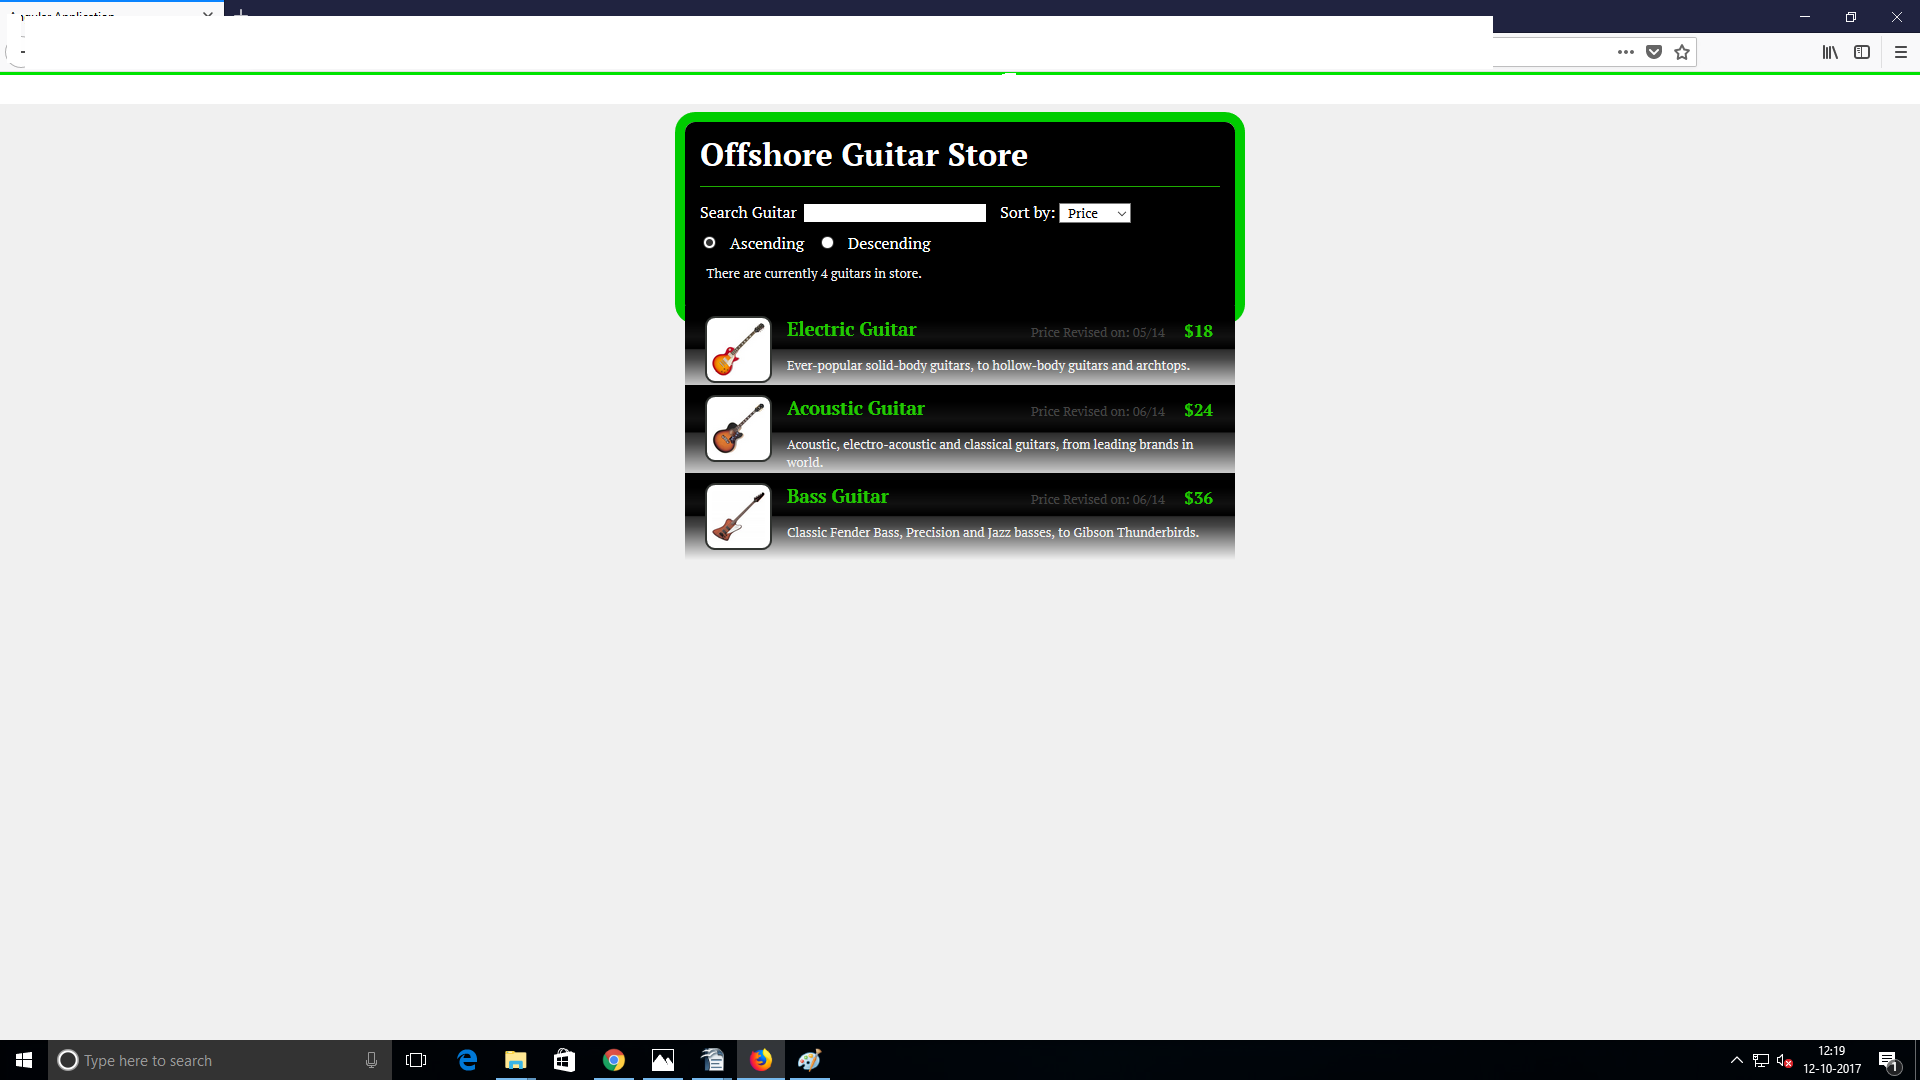 Offshore Guitar Store
Search Guitar Sort by: Price
Ascending Descending
There are currently 4 guitars in store.
Electric Guitar Price Revised on: 05/14 $18
Ever-popular solid-body guitars, to hollow-body guitars and archtops.
Acoustic Guitar Price Revised on: 06/14 $24
Acoustic, electro-acoustic and classical guitars, from leading brands in
world.
Bass Guitar Price Revised on: 06/14 $36
Classic Fender Bass, Precision and Jazz basses, to Gibson Thunderbirds.
Type here to search
12:19
12-10-2017
1